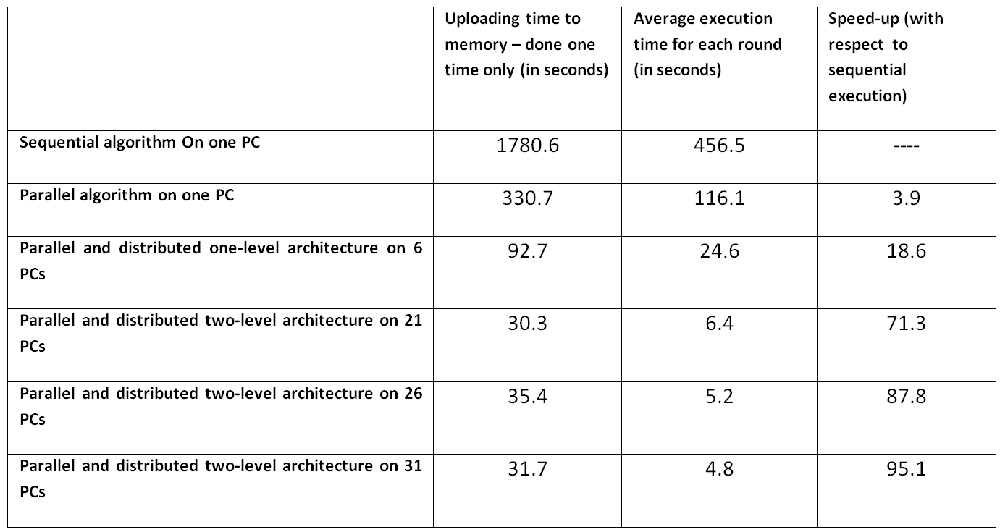 Uploading time to
memory – done one
time only (in seconds)
Average execution
time for each round
(in seconds)
Speed-up (with
respect to
sequential
execution)
Sequential algorithm On one PC
1780.6
456.5
----
Parallel algorithm on one PC
330.7
116.1
3.9
Parallel and distributed one-level architecture on 6
PCs
92.7
24.6
18.6
Parallel and distributed two-level architecture on 21
PCs
30.3
6.4
71.3
Parallel and distributed two-level architecture on 26
PCs
35.4
5.2
87.8
Parallel and distributed two-level architecture on 31
PCs
31.7
4.8
95.1